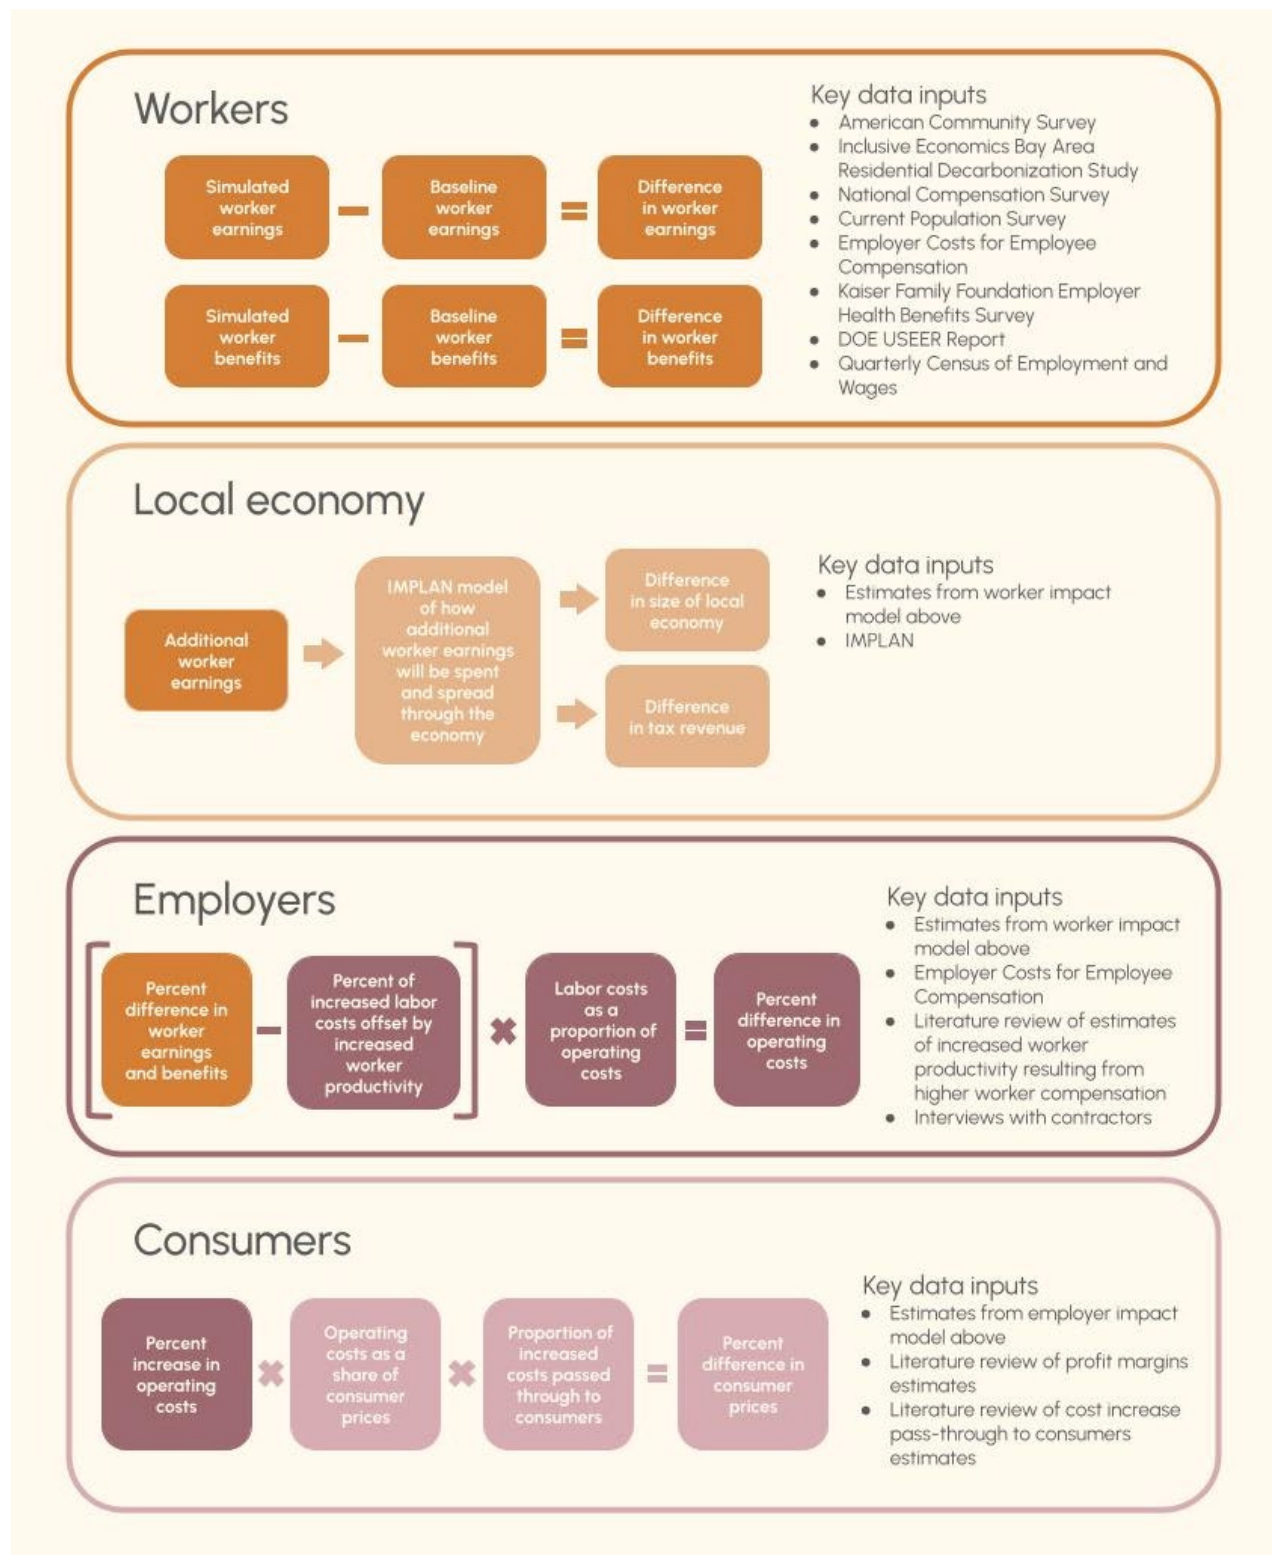 Workers
Simulated
worker
earnings
Baseline
worker
earnings
Difference
in worker
earnings
Simulated
worker
benefits
Baseline
worker
benefits
Difference
in worker
benefits
Key data inputs
● American Community Survey
● Inclusive Economics Bay Area
Residential Decarbonization Study
● National Compensation Survey
● Current Population Survey
● Employer Costs for Employee
Compensation
● Kaiser Family Foundation Employer
Health Benefits Survey
● DOE USEER Report
● Quarterly Census of Employment and
Wages
Local economy
Additional
worker
earnings
IMPLAN model
of how
additional
worker earnings
will be spent
and spread
through the
economy
Difference
in size of local
economy
Difference
in tax revenue
Key data inputs
● Estimates from worker impact
model above
● IMPLAN
Employers
Percent
difference in
worker
earnings
and benefits
Percent of
increased labor
costs offset by
increased
worker
productivity
Labor costs
as a
proportion of
operating
costs
Percent
difference in
operating
costs
Key data inputs
● Estimates from worker impact
model above
● Employer Costs for Employee
Compensation
● Literature review of estimates
of increased worker
productivity resulting from
higher worker compensation
● Interviews with contractors
Consumers
Percent
increase in
operating
costs
Operating
costs as a
share of
consumer
prices
Proportion of
increased
costs passed
through to
consumers
Percent
difference in
consumer
prices
Key data inputs
● Estimates from employer impact
model above
● Literature review of profit margins
estimates
● Literature review of cost increase
pass-through to consumers
estimates